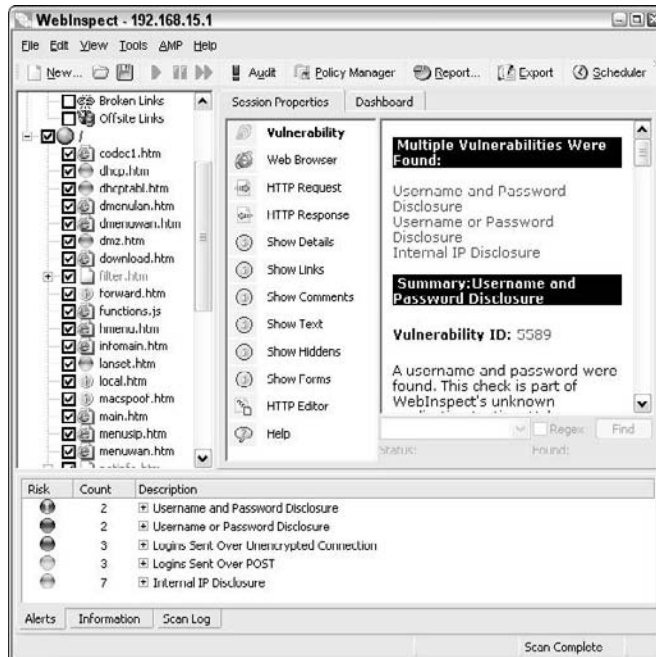 WebInspect - 192.168.15.1
File Edit View Tools AMP Help
New... Audit Policy Manager Report... Export Scheduler
Broken Links
Offsite Links
/
codec1.htm
dhcp.htm
dhcptabl.htm
dmenulan.htm
dmenuwan.htm
dmz.htm
download.htm
filter.htm
forward.htm
functions.js
hmenu.htm
infomain.htm
lanset.htm
local.htm
macspoof.htm
main.htm
menusip.htm
menuwan.htm
Session Properties Dashboard
Vulnerability
Web Browser
HTTP Request
HTTP Response
Show Details
Show Links
Show Comments
Show Text
Show Hiddens
Show Forms
HTTP Editor
Help
Multiple Vulnerabilities Were
Found:
Username and Password
Disclosure
Username or Password
Disclosure
Internal IP Disclosure
Summary:Username and
Password Disclosure
Vulnerability ID: 5589
A username and password were
found. This check is part of
WebInspect's unknown
Regex Find
Status: Found:
Risk Count Description
2 Username and Password Disclosure
2 Username or Password Disclosure
3 Logins Sent Over Unencrypted Connection
3 Logins Sent Over POST
7 Internal IP Disclosure
Alerts Information Scan Log
Scan Complete